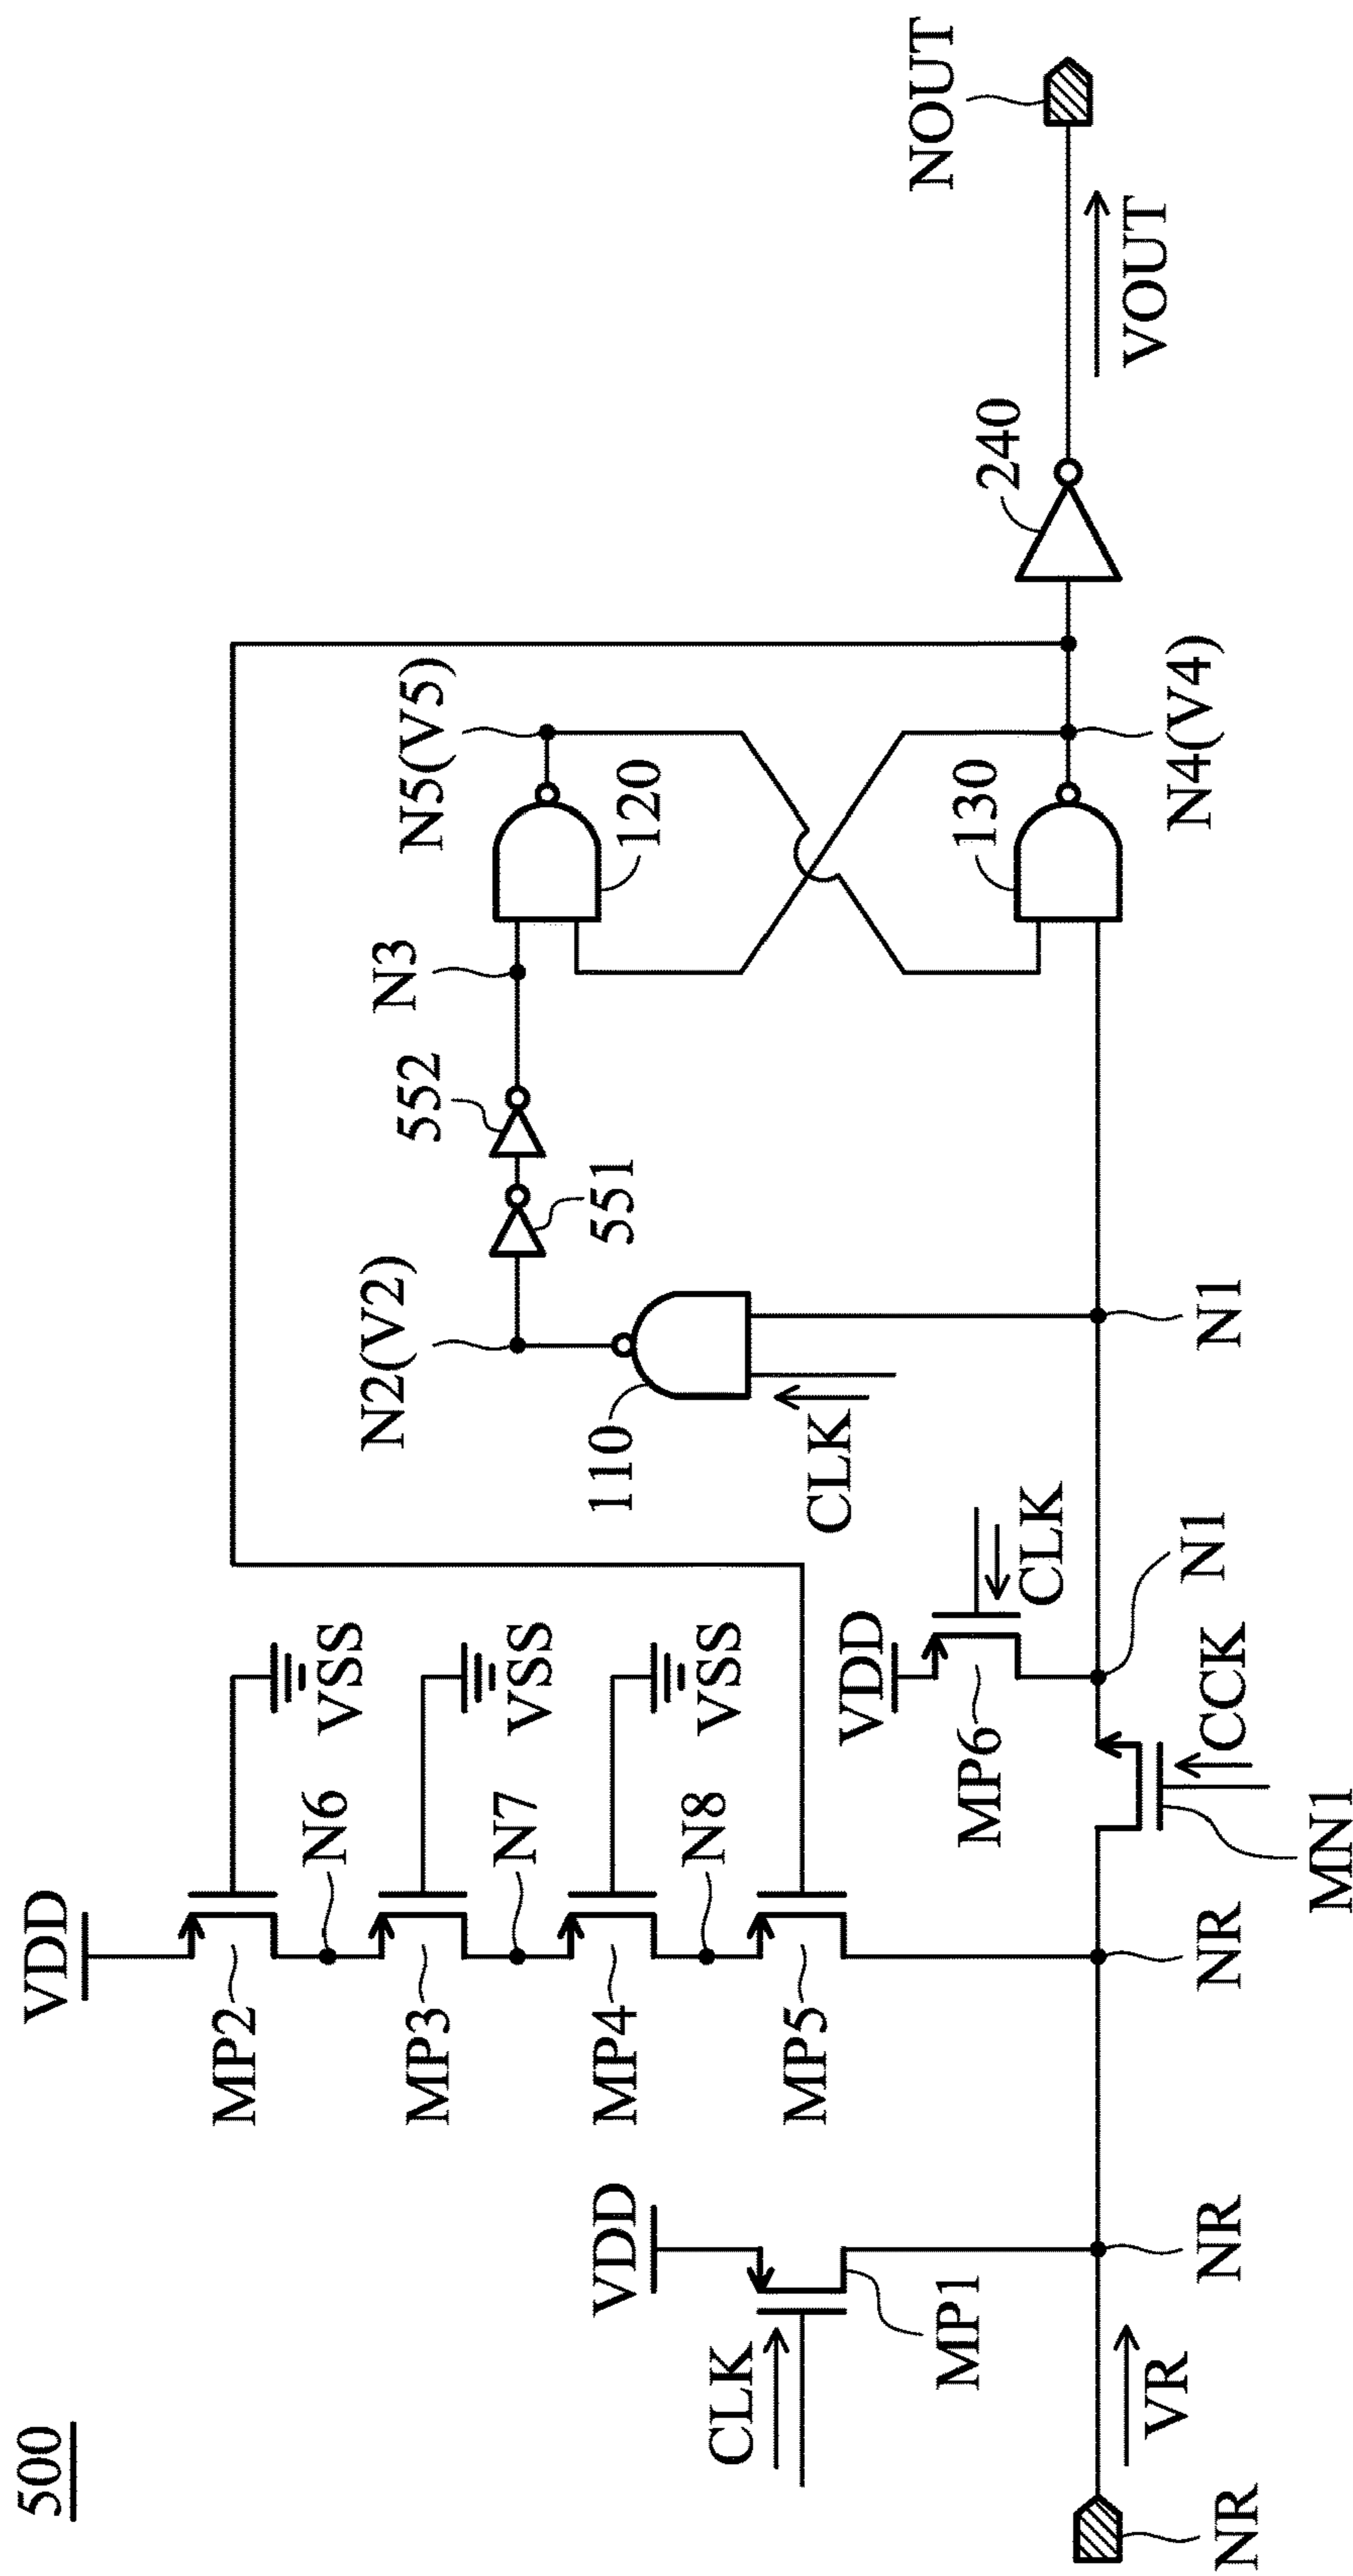 500
VDD
MP2
VSS
N6
MP3
VSS
N7
MP4
VSS
N8
MP5
VDD
CLK
MP1
NR
VR
NR
NR
MN1
CCK
VDD
MP6
CLK
N1
N1
CLK
110
N2(V2)
551
552
N3
120
N5(V5)
130
N4(V4)
240
VOUT
NOUT